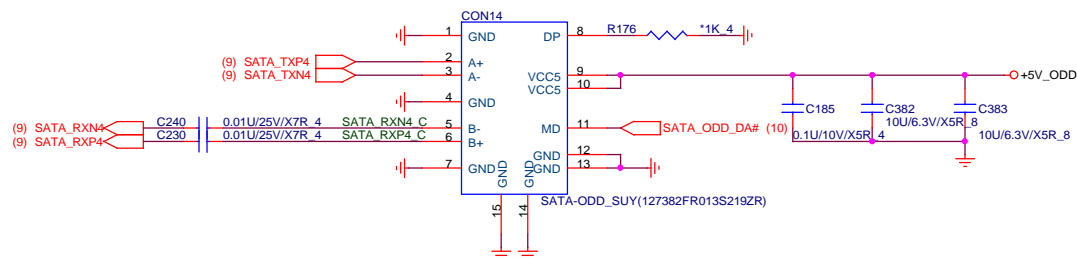 CON14
1 GND DP 8 R176 *1K_4
(9) SATA_TXP4 2 A+
(9) SATA_TXN4 3 A-
VCC5 9 +5V_ODD
VCC5 10
4 GND
C185 C382 C383
(9) SATA_RXN4 C240 0.01U/25V/X7R_4 SATA_RXN4_C 5 B-
MD 11 SATA_ODD_DA# (10)
10U/6.3V/X5R_8
(9) SATA_RXP4 C230 0.01U/25V/X7R_4 SATA_RXP4_C 6 B+
0.1U/10V/X5R_4 10U/6.3V/X5R_8
GND 12
7 GND GND 13
GND GND
SATA-ODD_SUY(127382FR013S219ZR)
15 14